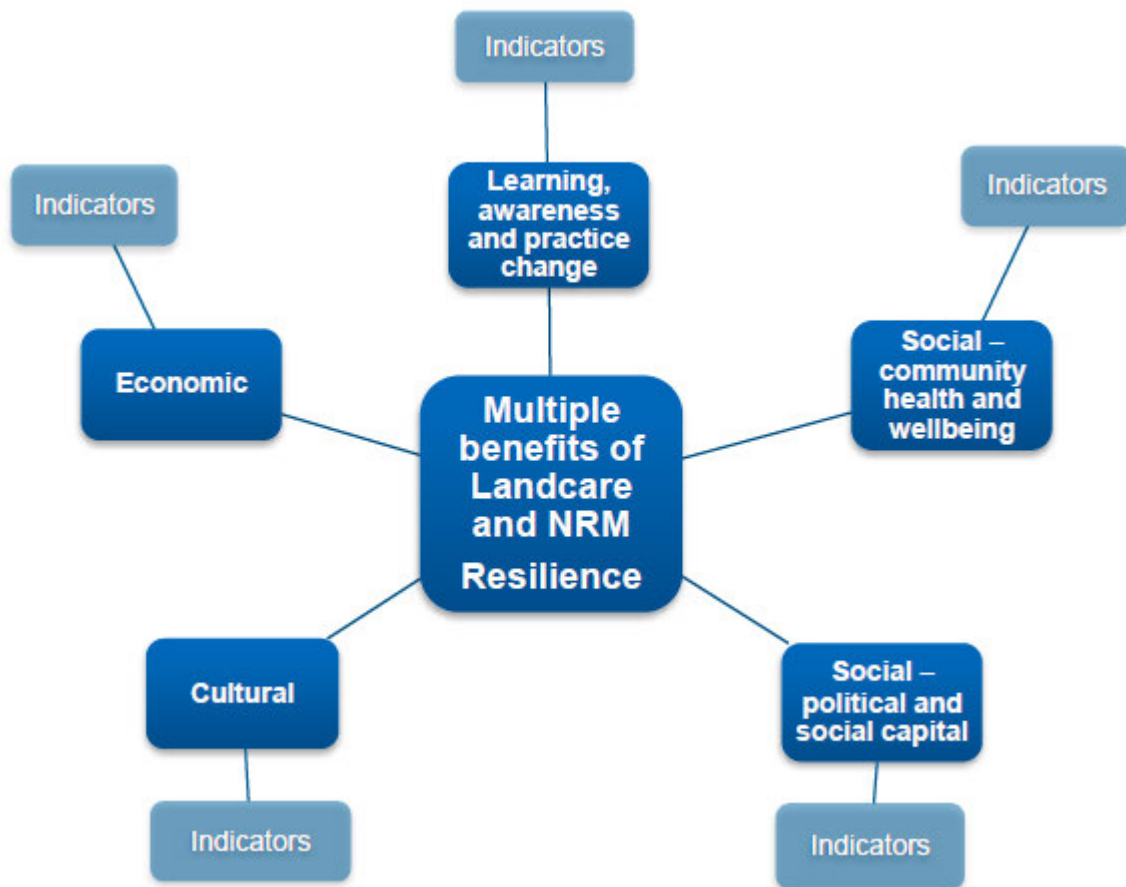 Indicators
Learning,
awareness
and practice
change
Indicators
Indicators
Economic
Social –
community
health and
wellbeing
Multiple
benefits of
Landcare
and NRM
Resilience
Cultural
Social –
political and
social capital
Indicators
Indicators